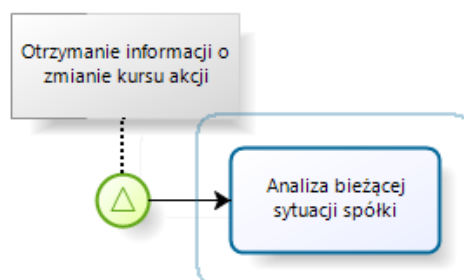 Otrzymanie informacji o
zmianie kursu akcji
Analiza bieżącej
sytuacji spółki